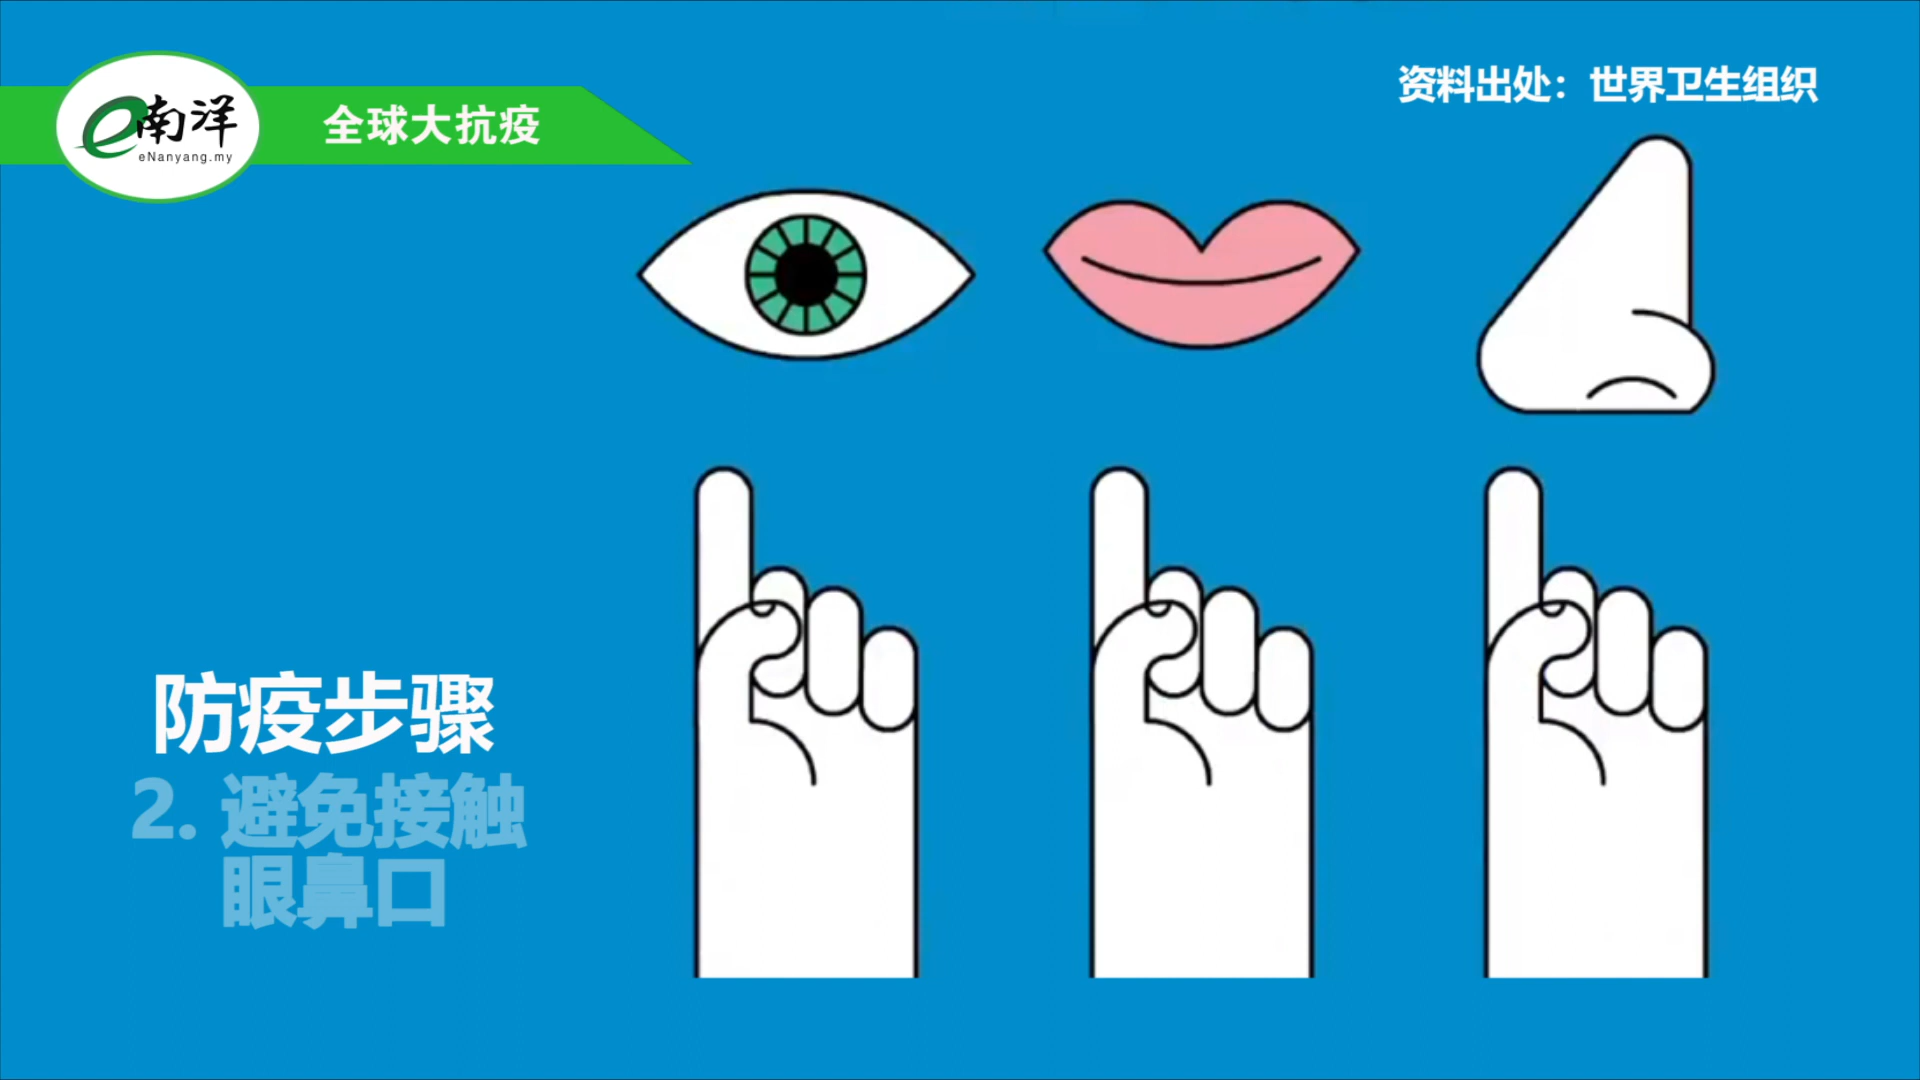 e南洋
eNanyang.my
全球大抗疫
资料出处：世界卫生组织
防疫步骤
2. 避免接触
眼鼻口